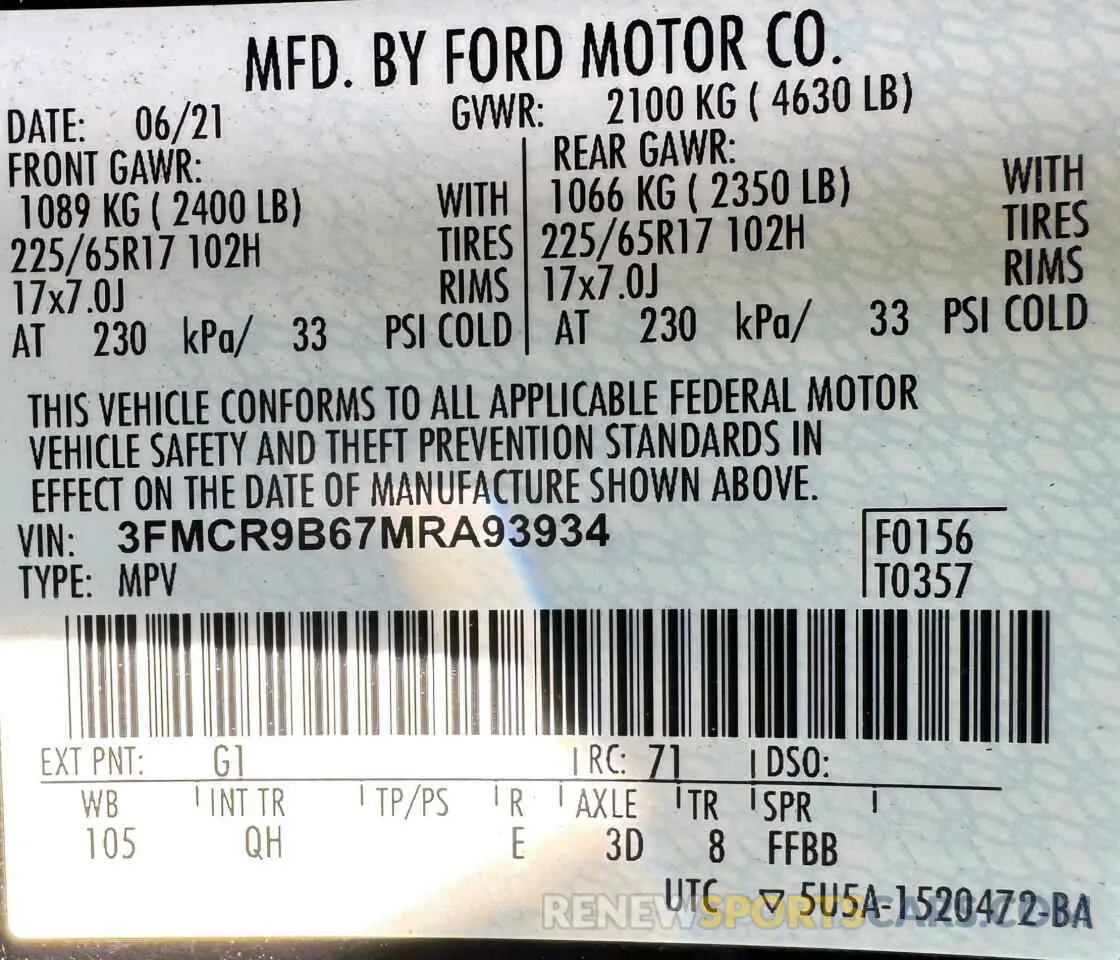 MFD. BY FORD MOTOR CO.
DATE: 06/21 GVWR: 2100 KG ( 4630 LB)
FRONT GAWR: REAR GAWR:
1089 KG ( 2400 LB) WITH 1066 KG ( 2350 LB) WITH
225/65R17 102H TIRES 225/65R17 102H TIRES
17x7.0J RIMS 17x7.0J RIMS
AT 230 kPa/ 33 PSI COLD AT 230 kPa/ 33 PSI COLD
THIS VEHICLE CONFORMS TO ALL APPLICABLE FEDERAL MOTOR
VEHICLE SAFETY AND THEFT PREVENTION STANDARDS IN
EFFECT ON THE DATE OF MANUFACTURE SHOWN ABOVE.
VIN: 3FMCR9B67MRA93934 F0156
TYPE: MPV T0357
EXT PNT: G1 RC: 71 DSO:
WB INT TR TP/PS R AXLE TR SPR
105 QH E 3D 8 FFBB
UTC ▽ 5U5A-1520472-BA
RENEWSPORTSCARS.COM